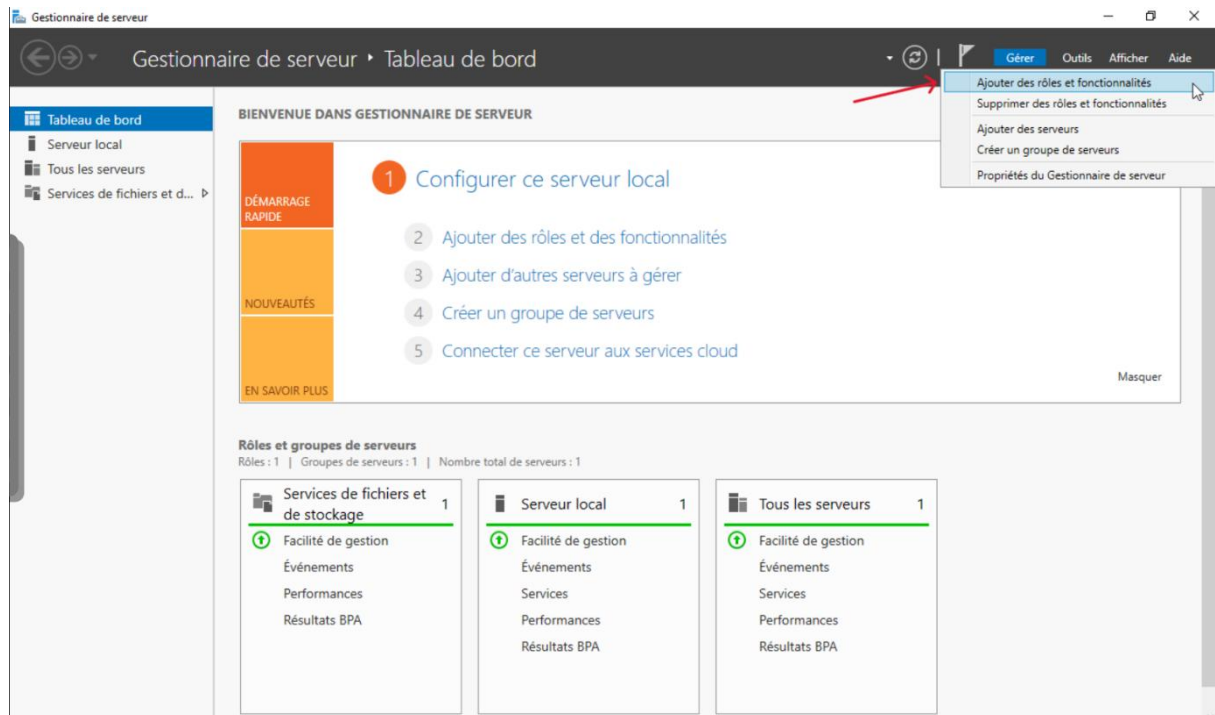 Gestionnaire de serveur
Gestionnaire de serveur • Tableau de bord
Gérer Outils Afficher Aide
Ajouter des rôles et fonctionnalités
Supprimer des rôles et fonctionnalités
Ajouter des serveurs
Créer un groupe de serveurs
Propriétés du Gestionnaire de serveur
Tableau de bord
Serveur local
Tous les serveurs
Services de fichiers et d...
BIENVENUE DANS GESTIONNAIRE DE SERVEUR
DÉMARRAGE
RAPIDE
NOUVEAUTÉS
EN SAVOIR PLUS
1 Configurer ce serveur local
2 Ajouter des rôles et des fonctionnalités
3 Ajouter d’autres serveurs à gérer
4 Créer un groupe de serveurs
5 Connecter ce serveur aux services cloud
Masquer
Rôles et groupes de serveurs
Rôles : 1 | Groupes de serveurs : 1 | Nombre total de serveurs : 1
Services de fichiers et
de stockage 1
Facilité de gestion
Événements
Performances
Résultats BPA
Serveur local 1
Facilité de gestion
Événements
Services
Performances
Résultats BPA
Tous les serveurs 1
Facilité de gestion
Événements
Services
Performances
Résultats BPA